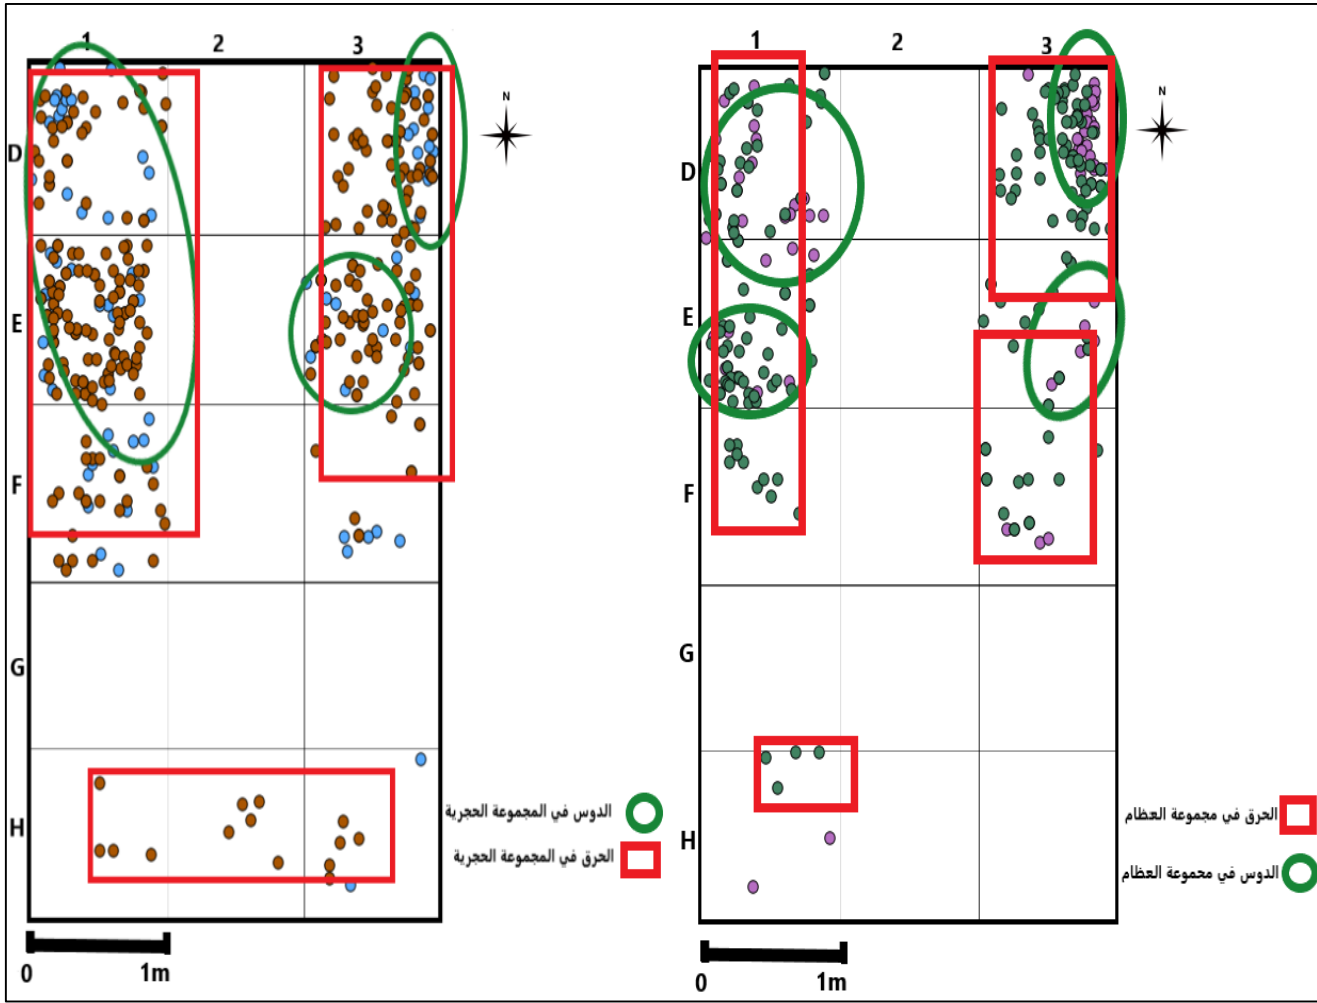 1 2 3
N
D
E
F
G
H
الدوس في المجموعة الحجرية
الحرق في المجموعة الحجرية
0 1m
1 2 3
N
D
E
F
G
H
الحرق في مجموعة العظام
الدوس في محموعة العظام
0 1m